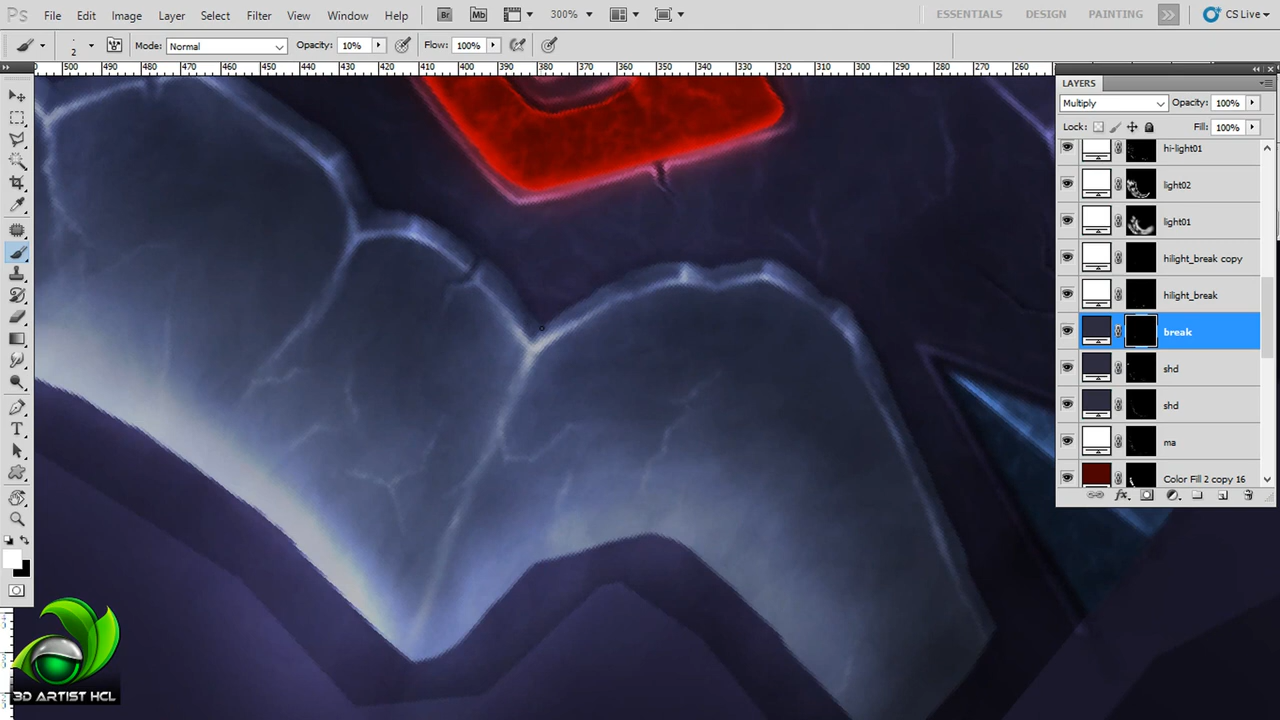 Ps File Edit Image Layer Select Filter View Window Help Br Mb 300% ESSENTIALS DESIGN PAINTING CS Live
2 Mode: Normal Opacity: 10% Flow: 100%
500 490 480 470 460 450 440 430 420 410 400 390 380 370 360 350 340 330 320 310 300 290 280 270 260
LAYERS
Multiply Opacity: 100%
Lock: Fill: 100%
hi-light01
light02
light01
hilight_break copy
hilight_break
break
shd
shd
ma
Color Fill 2 copy 16
fx
T
3D ARTIST HCL